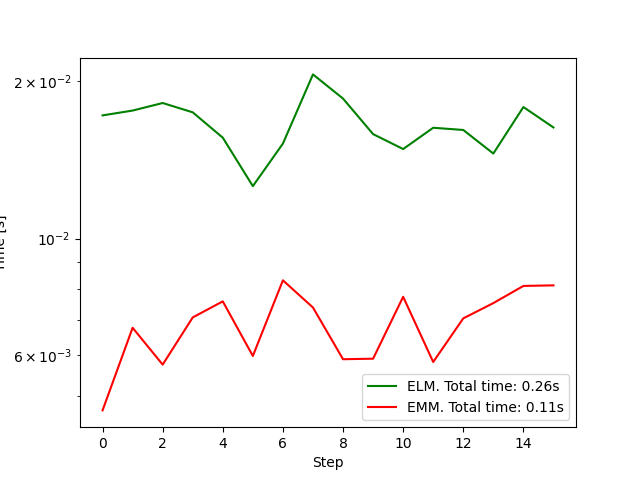 2 × 10⁻²
10⁻²
6 × 10⁻³
Time [s]
ELM. Total time: 0.26s
EMM. Total time: 0.11s
0 2 4 6 8 10 12 14
Step